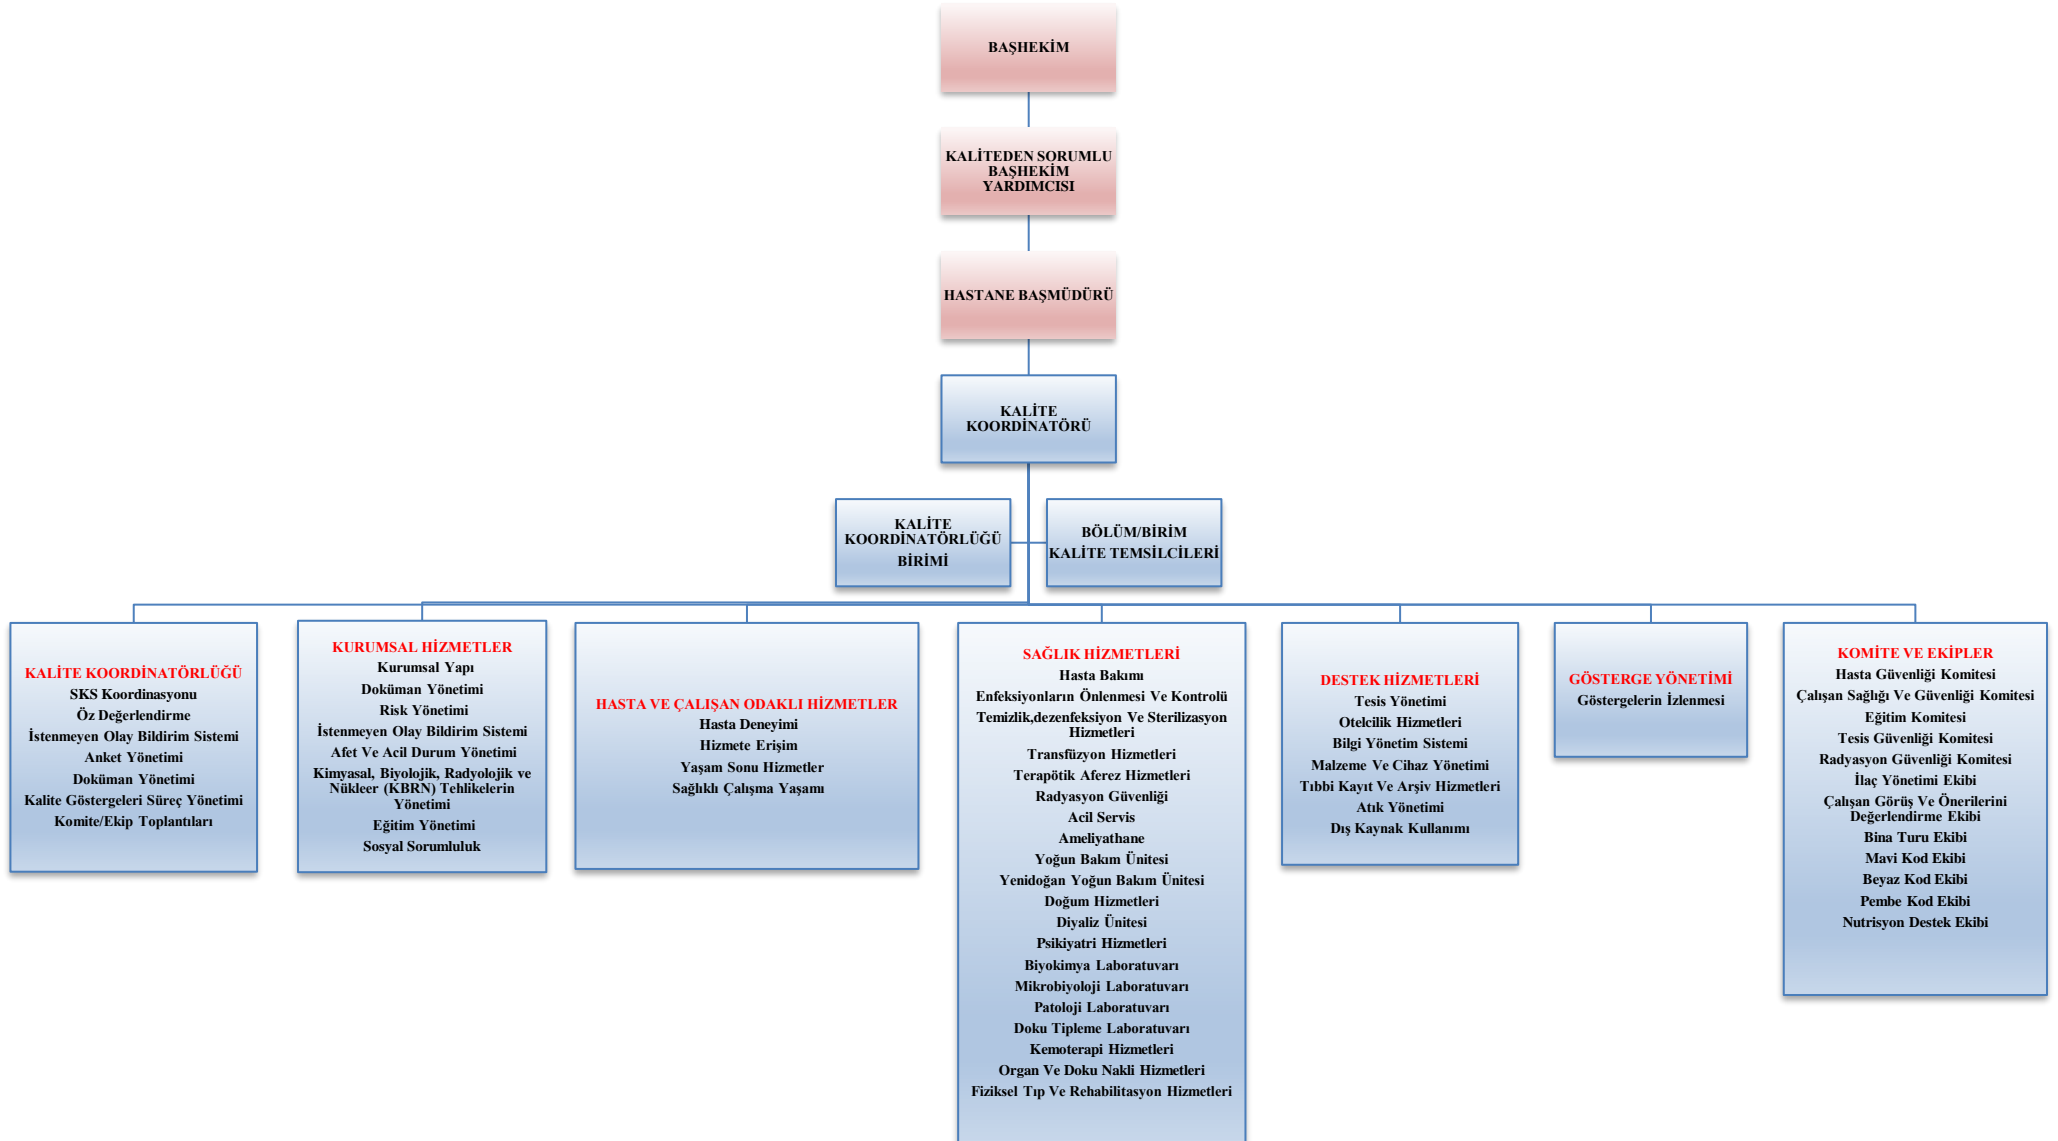 BAŞHEKİM
KALİTEDEN SORUMLU
BAŞHEKİM
YARDIMCISI
HASTANE BAŞMÜDÜRÜ
KALİTE
KOORDİNATÖRÜ
KALİTE
KOORDİNATÖRLÜĞÜ
BİRİMİ
BÖLÜM/BİRİM
KALİTE TEMSİLCİLERİ
KALİTE KOORDİNATÖRLÜĞÜ
SKS Koordinasyonu
Öz Değerlendirme
İstenmeyen Olay Bildirim Sistemi
Anket Yönetimi
Doküman Yönetimi
Kalite Göstergeleri Süreç Yönetimi
Komite/Ekip Toplantıları
KURUMSAL HİZMETLER
Kurumsal Yapı
Doküman Yönetimi
Risk Yönetimi
İstenmeyen Olay Bildirim Sistemi
Afet Ve Acil Durum Yönetimi
Kimyasal, Biyolojik, Radyolojik ve
Nükleer (KBRN) Tehlikelerin
Yönetimi
Eğitim Yönetimi
Sosyal Sorumluluk
HASTA VE ÇALIŞAN ODAKLI HİZMETLER
Hasta Deneyimi
Hizmete Erişim
Yaşam Sonu Hizmetler
Sağlıklı Çalışma Yaşamı
SAĞLIK HİZMETLERİ
Hasta Bakımı
Enfeksiyonların Önlenmesi Ve Kontrolü
Temizlik,dezenfeksiyon Ve Sterilizasyon
Hizmetleri
Transfüzyon Hizmetleri
Terapötik Aferez Hizmetleri
Radyasyon Güvenliği
Acil Servis
Ameliyathane
Yoğun Bakım Ünitesi
Yenidoğan Yoğun Bakım Ünitesi
Doğum Hizmetleri
Diyaliz Ünitesi
Psikiyatri Hizmetleri
Biyokimya Laboratuvarı
Mikrobiyoloji Laboratuvarı
Patoloji Laboratuvarı
Doku Tipleme Laboratuvarı
Kemoterapi Hizmetleri
Organ Ve Doku Nakli Hizmetleri
Fiziksel Tıp Ve Rehabilitasyon Hizmetleri
DESTEK HİZMETLERİ
Tesis Yönetimi
Otelcilik Hizmetleri
Bilgi Yönetim Sistemi
Malzeme Ve Cihaz Yönetimi
Tıbbi Kayıt Ve Arşiv Hizmetleri
Atık Yönetimi
Dış Kaynak Kullanımı
GÖSTERGE YÖNETİMİ
Göstergelerin İzlenmesi
KOMİTE VE EKİPLER
Hasta Güvenliği Komitesi
Çalışan Sağlığı Ve Güvenliği Komitesi
Eğitim Komitesi
Tesis Güvenliği Komitesi
Radyasyon Güvenliği Komitesi
İlaç Yönetimi Ekibi
Çalışan Görüş Ve Önerilerini
Değerlendirme Ekibi
Bina Turu Ekibi
Mavi Kod Ekibi
Beyaz Kod Ekibi
Pembe Kod Ekibi
Nutrisyon Destek Ekibi